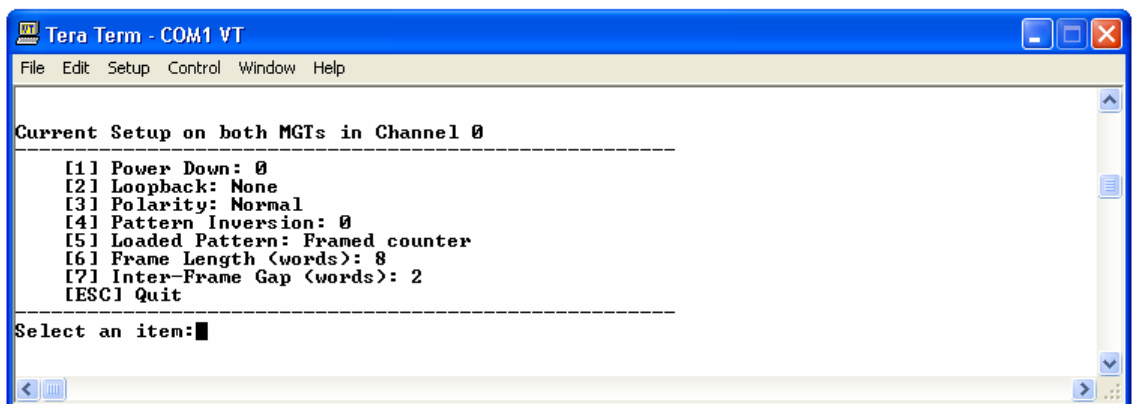 Tera Term - COM1 VT
File Edit Setup Control Window Help
Current Setup on both MGTs in Channel 0
--------------------------------------------------------
[1] Power Down: 0
[2] Loopback: None
[3] Polarity: Normal
[4] Pattern Inversion: 0
[5] Loaded Pattern: Framed counter
[6] Frame Length (words): 8
[7] Inter-Frame Gap (words): 2
[ESC] Quit
--------------------------------------------------------
Select an item: